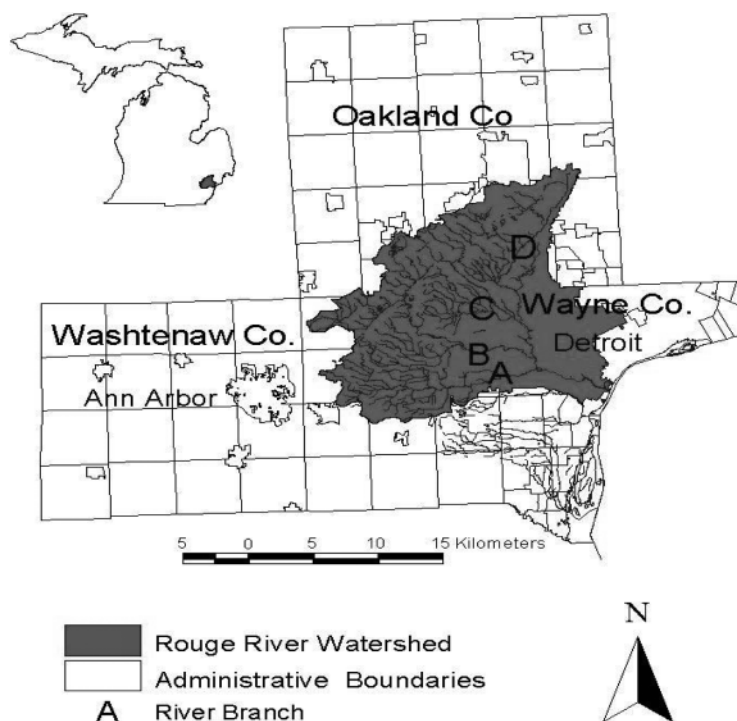 Oakland Co
D
C
Wayne Co.
Washtenaw Co.
Detroit
B
A
Ann Arbor
5 0 5 10 15 Kilometers
N
Rouge River Watershed
Administrative Boundaries
A River Branch